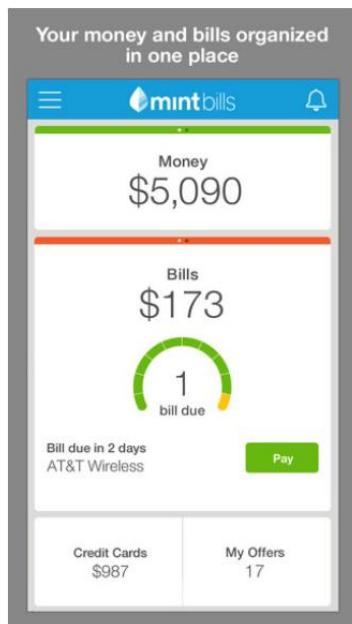 Your money and bills organized
in one place
mintbills
Money
$5,090
Bills
$173
1
bill due
Bill due in 2 days
AT&T Wireless
Pay
Credit Cards
$987
My Offers
17